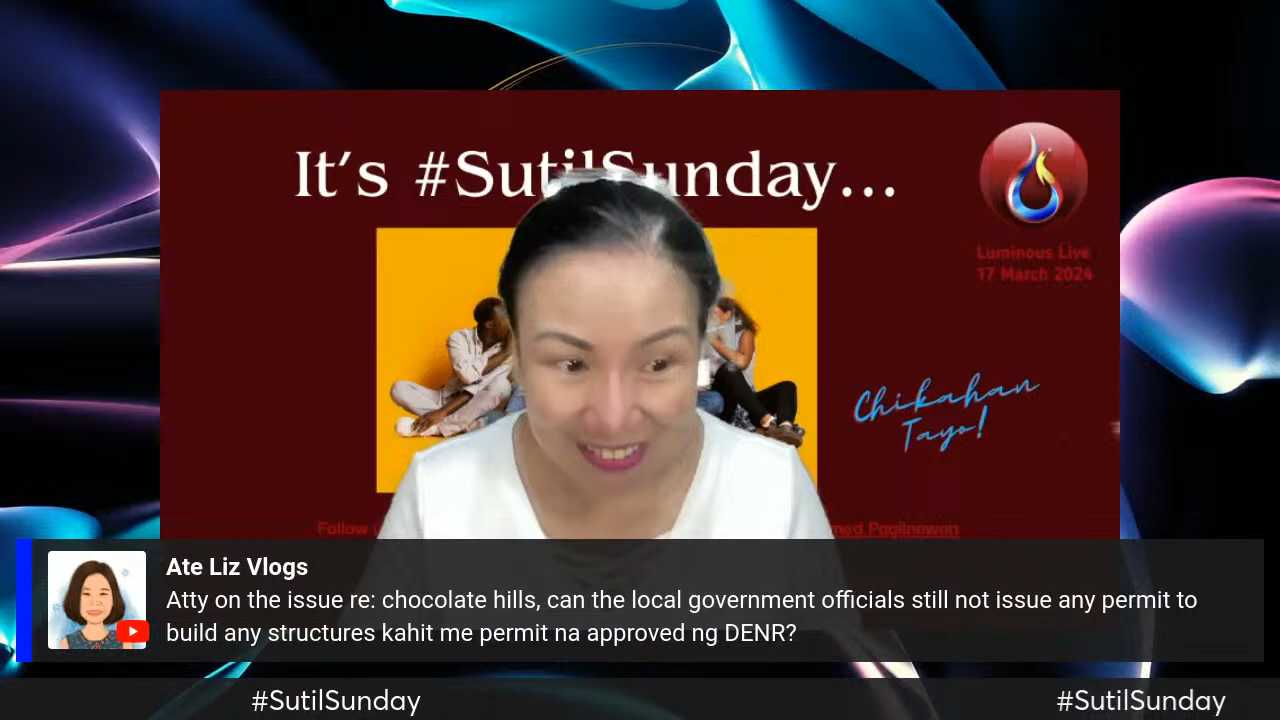 It's #SutilSunday...
Luminous Live
17 March 2024
Chikahan
Tayo!
Follow
Paglinawan
Ate Liz Vlogs
Atty on the issue re: chocolate hills, can the local government officials still not issue any permit to
build any structures kahit me permit na approved ng DENR?
#SutilSunday #SutilSunday